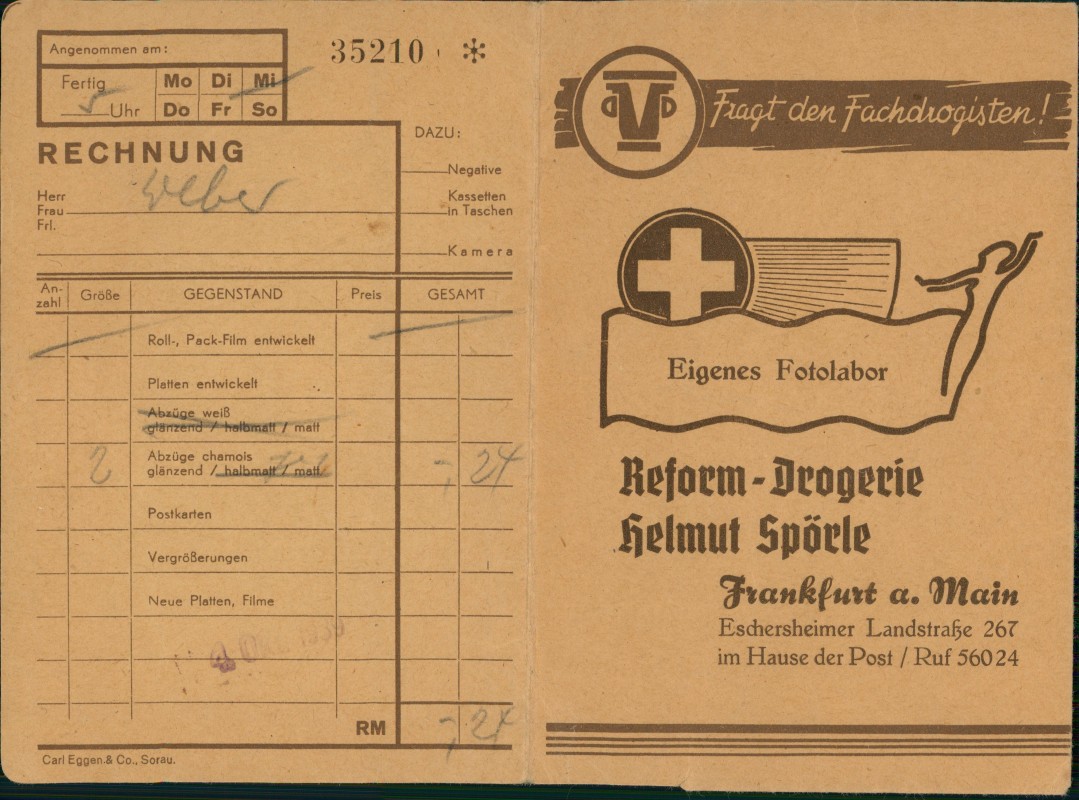 Angenommen am:
35210 *
Fertig Mo Di Mi
5 Uhr Do Fr So
DAZU:
RECHNUNG
Negative
Herr
Frau Weber
Frl.
Kassetten
in Taschen
Kamera
An-
zahl Größe GEGENSTAND Preis GESAMT
Roll-, Pack-Film entwickelt
Platten entwickelt
Abzüge weiß
glänzend / halbmatt / matt
2 Abzüge chamois -,24
glänzend / halbmatt / matt
Postkarten
Vergrößerungen
Neue Platten, Filme
RM -,24
Carl Eggen & Co., Sorau.
Fragt den Fachdrogisten!
Eigenes Fotolabor
Reform-Drogerie
Helmut Spörle
Frankfurt a. Main
Eschersheimer Landstraße 267
im Hause der Post / Ruf 56024